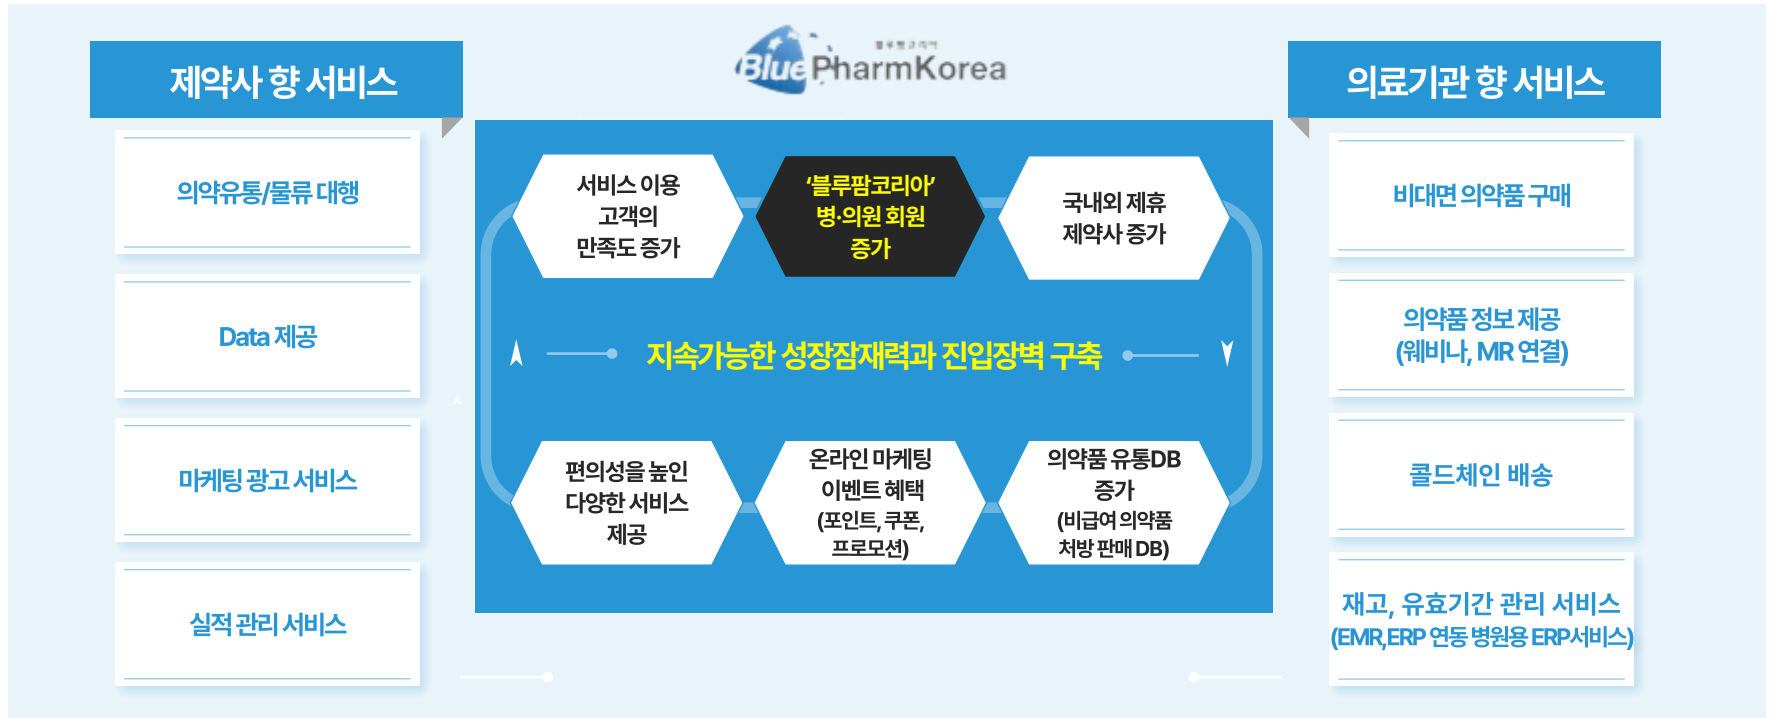 블루팜코리아
Blue PharmKorea
제약사 향 서비스
의약유통/물류 대행
Data 제공
마케팅 광고 서비스
실적 관리 서비스
서비스 이용
고객의
만족도 증가
‘블루팜코리아’
병·의원 회원
증가
국내외 제휴
제약사 증가
지속가능한 성장잠재력과 진입장벽 구축
편의성을 높인
다양한 서비스
제공
온라인 마케팅
이벤트 혜택
(포인트, 쿠폰,
프로모션)
의약품 유통DB
증가
(비급여 의약품
처방 판매 DB)
의료기관 향 서비스
비대면 의약품 구매
의약품 정보 제공
(웨비나, MR 연결)
콜드체인 배송
재고, 유효기간 관리 서비스
(EMR,ERP 연동 병원용 ERP서비스)